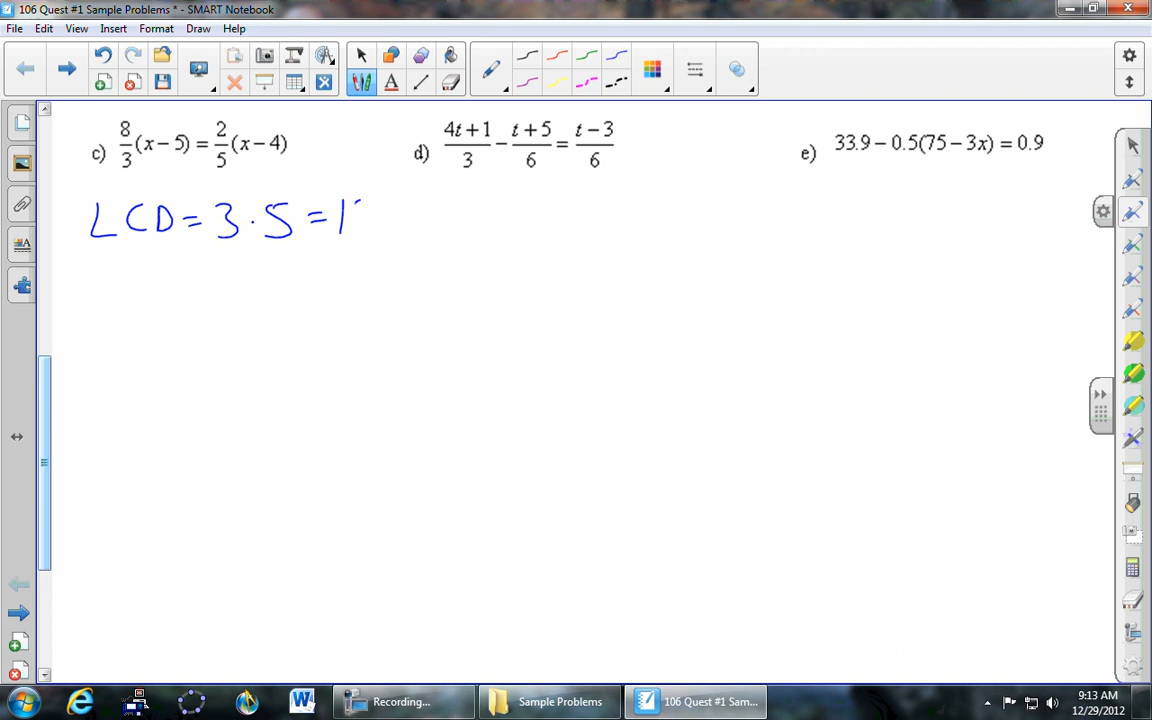 106 Quest #1 Sample Problems * - SMART Notebook
File Edit View Insert Format Draw Help
c) 8/3(x−5) = 2/5(x−4)
d) (4t+1)/3 − (t+5)/6 = (t−3)/6
e) 33.9 − 0.5(75 − 3x) = 0.9
LCD = 3 · 5 = 1
Recording...
Sample Problems
106 Quest #1 Sam...
9:13 AM
12/29/2012